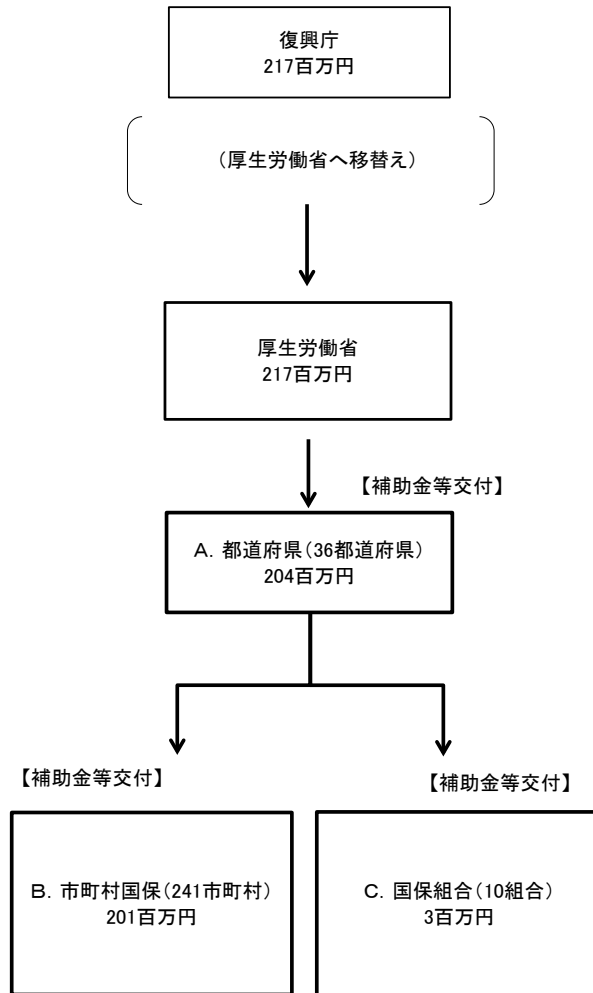 復興庁
217百万円
(厚生労働省へ移替え)
厚生労働省
217百万円
【補助金等交付】
A. 都道府県(36都道府県)
204百万円
【補助金等交付】
【補助金等交付】
B. 市町村国保(241市町村)
201百万円
C. 国保組合(10組合)
3百万円